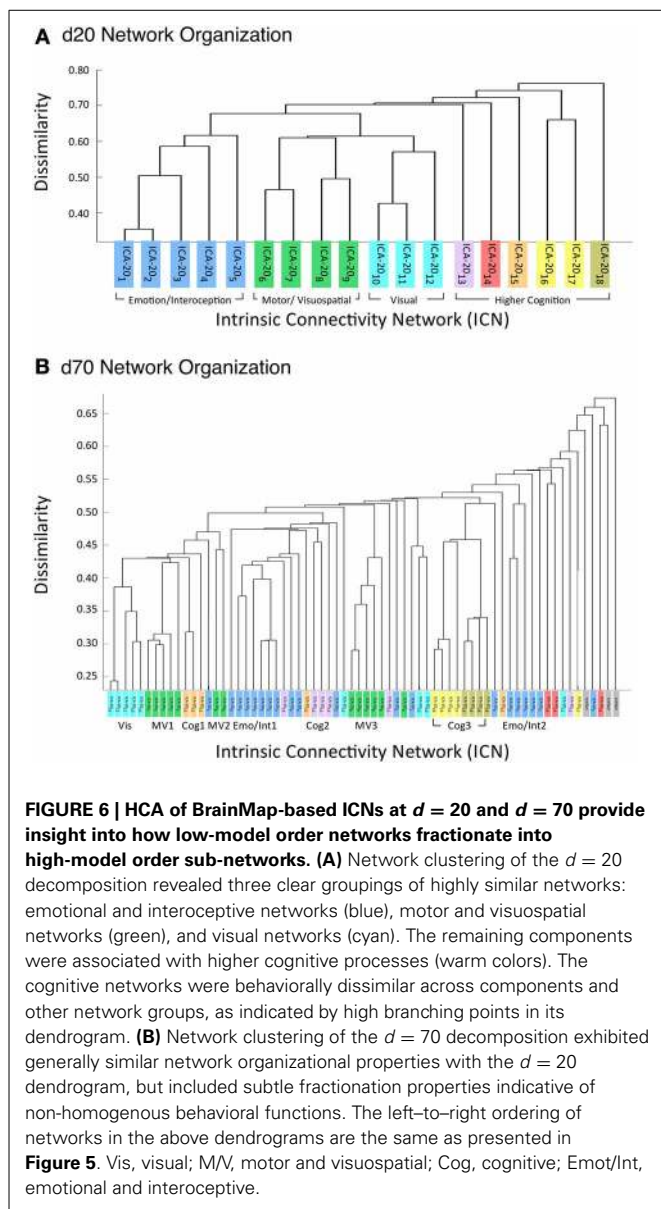 A d20 Network Organization
Dissimilarity
0.80
0.70
0.60
0.50
0.40
ICA-20₁
ICA-20₂
ICA-20₃
ICA-20₄
ICA-20₅
ICA-20₆
ICA-20₇
ICA-20₈
ICA-20₉
ICA-20₁₀
ICA-20₁₁
ICA-20₁₂
ICA-20₁₃
ICA-20₁₄
ICA-20₁₅
ICA-20₁₆
ICA-20₁₇
ICA-20₁₈
Emotion/Interoception Motor/ Visuospatial Visual Higher Cognition
Intrinsic Connectivity Network (ICN)
B d70 Network Organization
Dissimilarity
0.65
0.60
0.55
0.50
0.45
0.40
0.35
0.30
0.25
Vis MV1 Cog1 MV2 Emo/Int1 Cog2 MV3 Cog3 Emo/Int2
Intrinsic Connectivity Network (ICN)
FIGURE 6 | HCA of BrainMap-based ICNs at d = 20 and d = 70 provide
insight into how low-model order networks fractionate into
high-model order sub-networks. (A) Network clustering of the d = 20
decomposition revealed three clear groupings of highly similar networks:
emotional and interoceptive networks (blue), motor and visuospatial
networks (green), and visual networks (cyan). The remaining components
were associated with higher cognitive processes (warm colors). The
cognitive networks were behaviorally dissimilar across components and
other network groups, as indicated by high branching points in its
dendrogram. (B) Network clustering of the d = 70 decomposition exhibited
generally similar network organizational properties with the d = 20
dendrogram, but included subtle fractionation properties indicative of
non-homogenous behavioral functions. The left–to–right ordering of
networks in the above dendrograms are the same as presented in
Figure 5. Vis, visual; M/V, motor and visuospatial; Cog, cognitive; Emot/Int,
emotional and interoceptive.